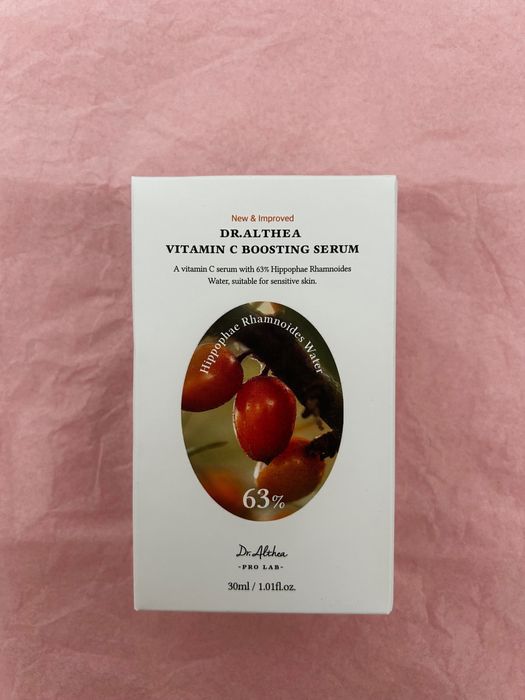 New & Improved
DR.ALTHEA
VITAMIN C BOOSTING SERUM
A vitamin C serum with 63% Hippophae Rhamnoides
Water, suitable for sensitive skin.
Hippophae Rhamnoides Water
63%
Dr.Althea
-PRO LAB-
30ml / 1.01fl.oz.